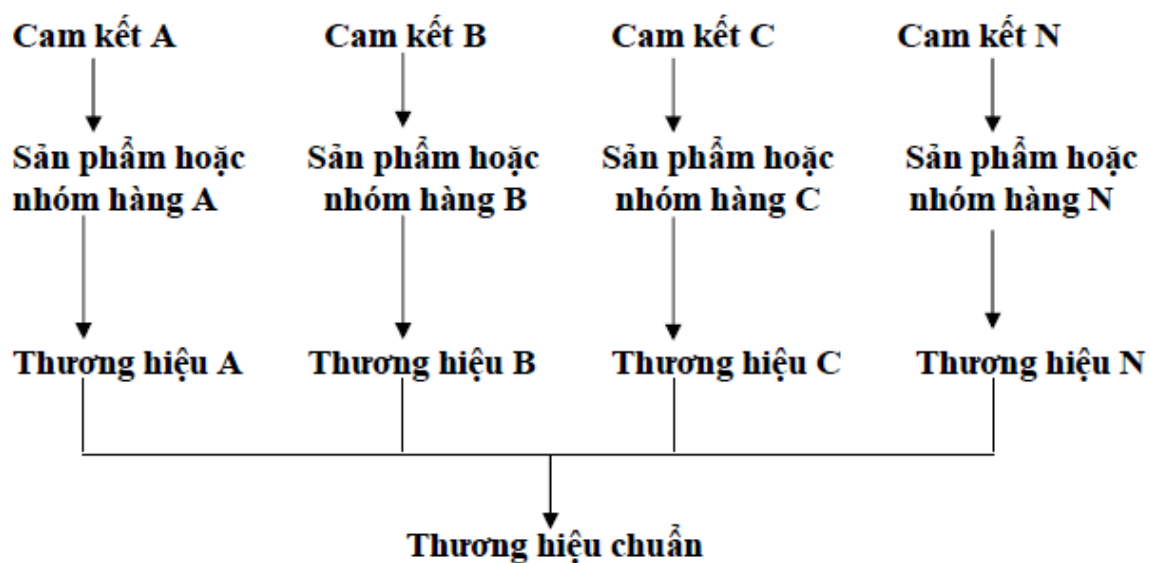 Cam kết A
Cam kết B
Cam kết C
Cam kết N
Sản phẩm hoặc
nhóm hàng A
Sản phẩm hoặc
nhóm hàng B
Sản phẩm hoặc
nhóm hàng C
Sản phẩm hoặc
nhóm hàng N
Thương hiệu A
Thương hiệu B
Thương hiệu C
Thương hiệu N
Thương hiệu chuẩn